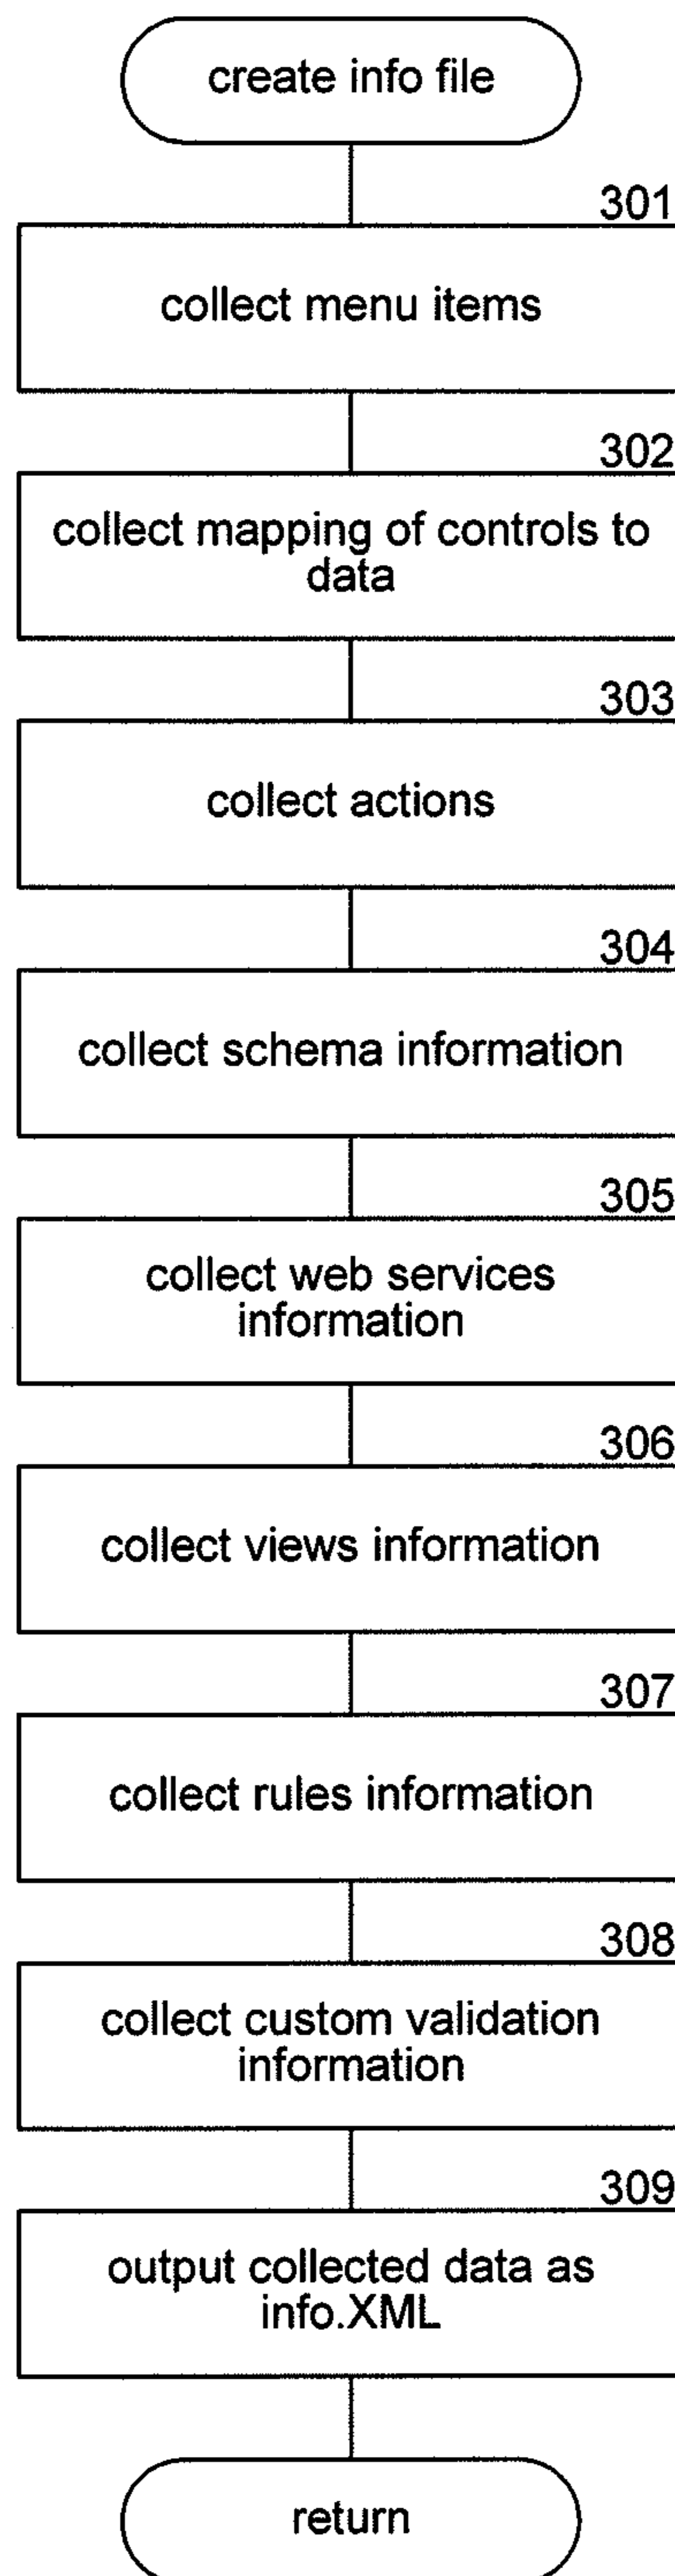 create info file
301
collect menu items
302
collect mapping of controls to
data
303
collect actions
304
collect schema information
305
collect web services
information
306
collect views information
307
collect rules information
308
collect custom validation
information
309
output collected data as
info.XML
return